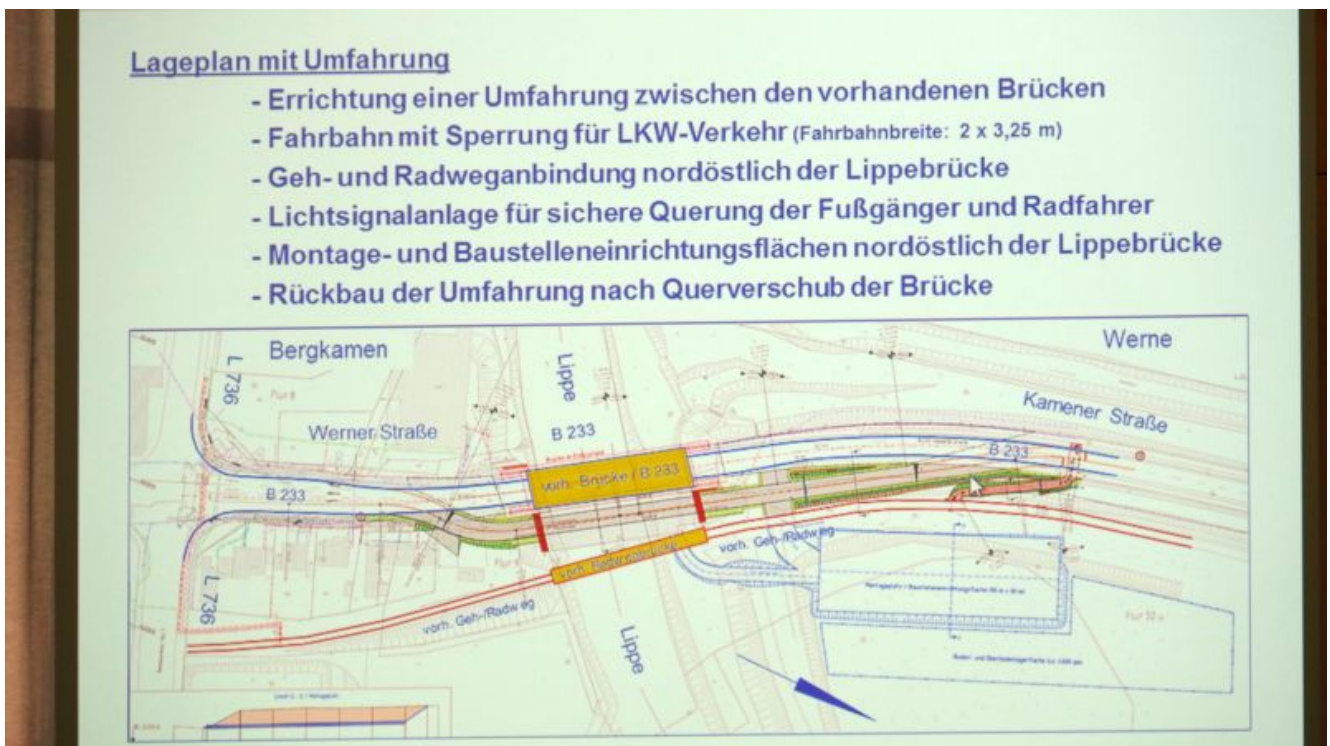 Lageplan mit Umfahrung
- Errichtung einer Umfahrung zwischen den vorhandenen Brücken
- Fahrbahn mit Sperrung für LKW-Verkehr (Fahrbahnbreite: 2 x 3,25 m)
- Geh- und Radweganbindung nordöstlich der Lippebrücke
- Lichtsignalanlage für sichere Querung der Fußgänger und Radfahrer
- Montage- und Baustelleneinrichtungsflächen nordöstlich der Lippebrücke
- Rückbau der Umfahrung nach Querverschub der Brücke
Bergkamen
Werne
L 736
Lippe
Kamener Straße
Werner Straße
B 233
B 233
vorh. Brücke / B 233
B 233
vorh. Geh-/Radweg
L 736
vorh. Geh-/Radweg
Lippe